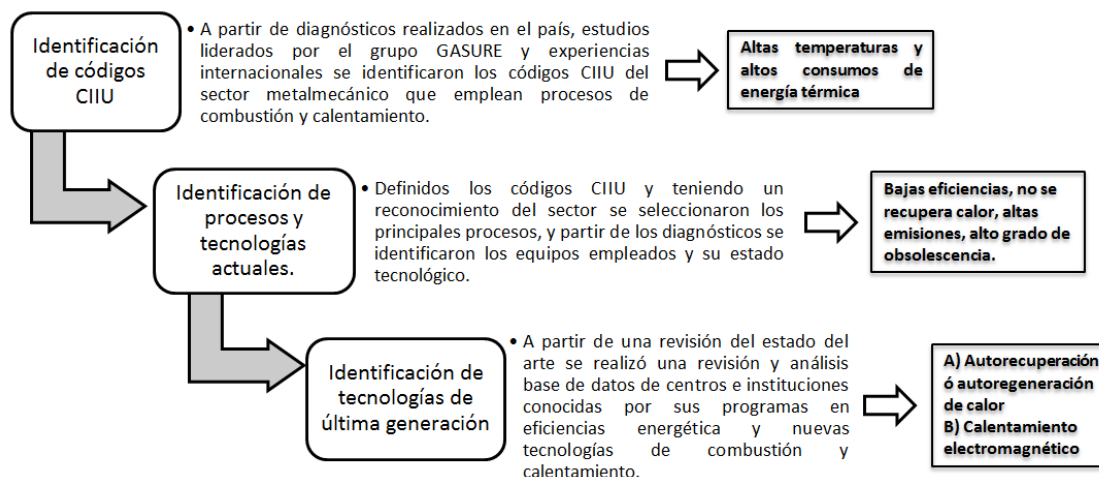 Identificación
de códigos
CIIU
• A partir de diagnósticos realizados en el país, estudios
liderados por el grupo GASURE y experiencias
internacionales se identificaron los códigos CIIU del
sector metalmecánico que emplean procesos de
combustión y calentamiento.
Altas temperaturas y
altos consumos de
energía térmica
Identificación de
procesos y
tecnologías
actuales.
• Definidos los códigos CIIU y teniendo un
reconocimiento del sector se seleccionaron los
principales procesos, y partir de los diagnósticos se
identificaron los equipos empleados y su estado
tecnológico.
Bajas eficiencias, no se
recupera calor, altas
emisiones, alto grado de
obsolescencia.
Identificación de
tecnologías de
última generación
• A partir de una revisión del estado del
arte se realizó una revisión y análisis
base de datos de centros e instituciones
conocidas por sus programas en
eficiencias energética y nuevas
tecnologías de combustión y
calentamiento.
A) Autorecuperación
ó autoregeneración
de calor
B) Calentamiento
electromagnético